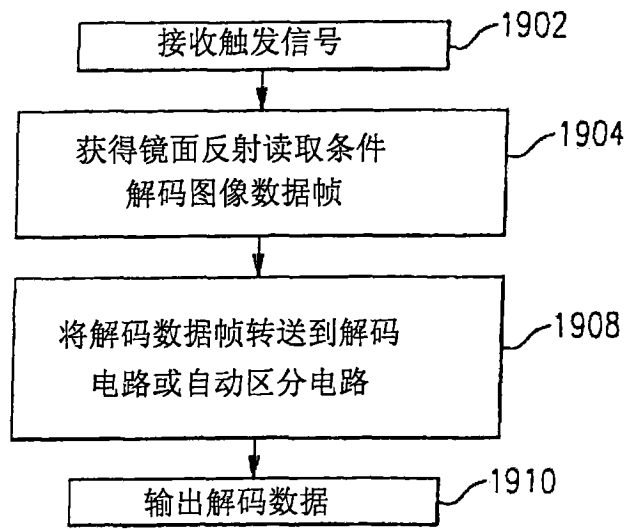 接收触发信号
1902
获得镜面反射读取条件
解码图像数据帧
1904
将解码数据帧转送到解码
电路或自动区分电路
1908
输出解码数据
1910